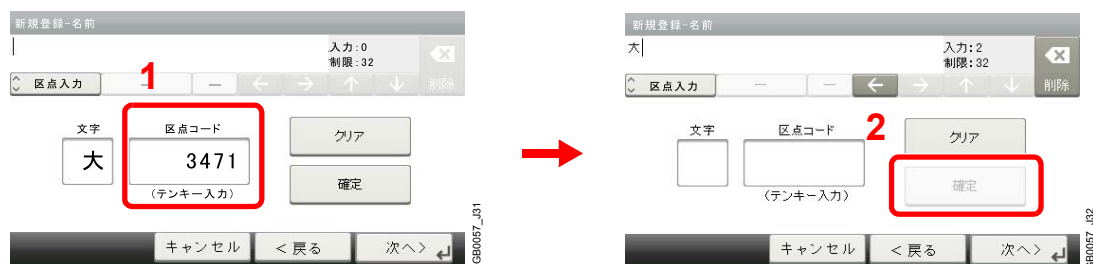 新規登録-名前
入力:0
制限:32
区点入力
1
－
－
←
→
↑
↓
削除
文字
区点コード
クリア
大
3471
(テンキー入力)
確定
キャンセル
<戻る
次へ>
GB0057_J31
新規登録-名前
大
入力:2
制限:32
区点入力
－
－
←
→
↑
↓
削除
文字
区点コード
2
クリア
(テンキー入力)
確定
キャンセル
<戻る
次へ>
GB0057_J32